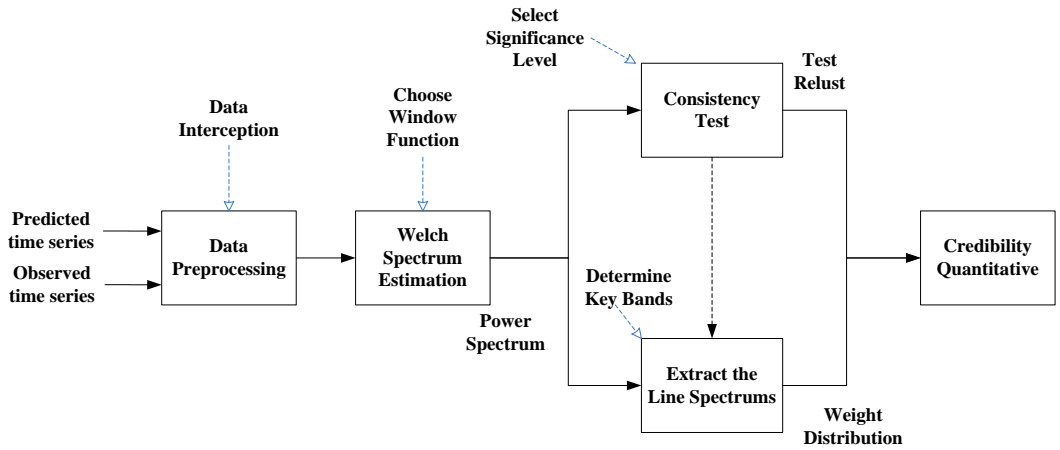 Select
Significance
Level
Test
Relust
Consistency
Test
Data
Interception
Choose
Window
Function
Predicted
time series
Observed
time series
Data
Preprocessing
Welch
Spectrum
Estimation
Power
Spectrum
Determine
Key Bands
Credibility
Quantitative
Extract the
Line Spectrums
Weight
Distribution